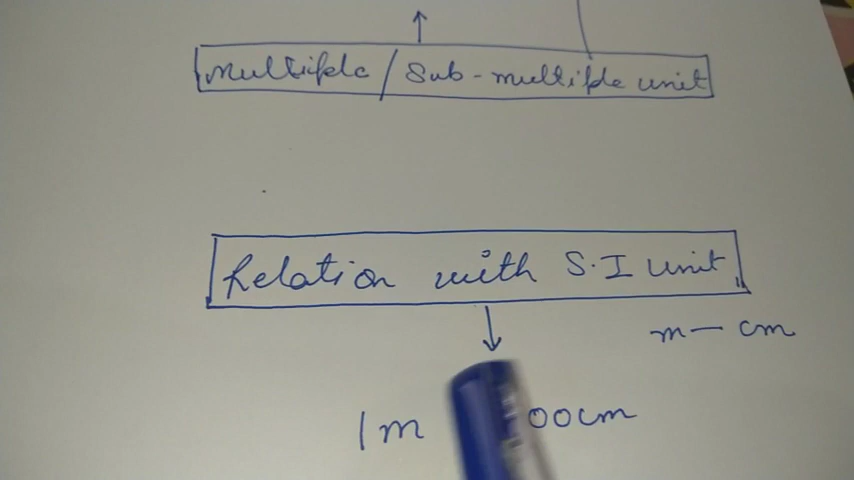 Multiple / Sub-multiple unit
Relation with S.I unit
m — cm
1m 00cm